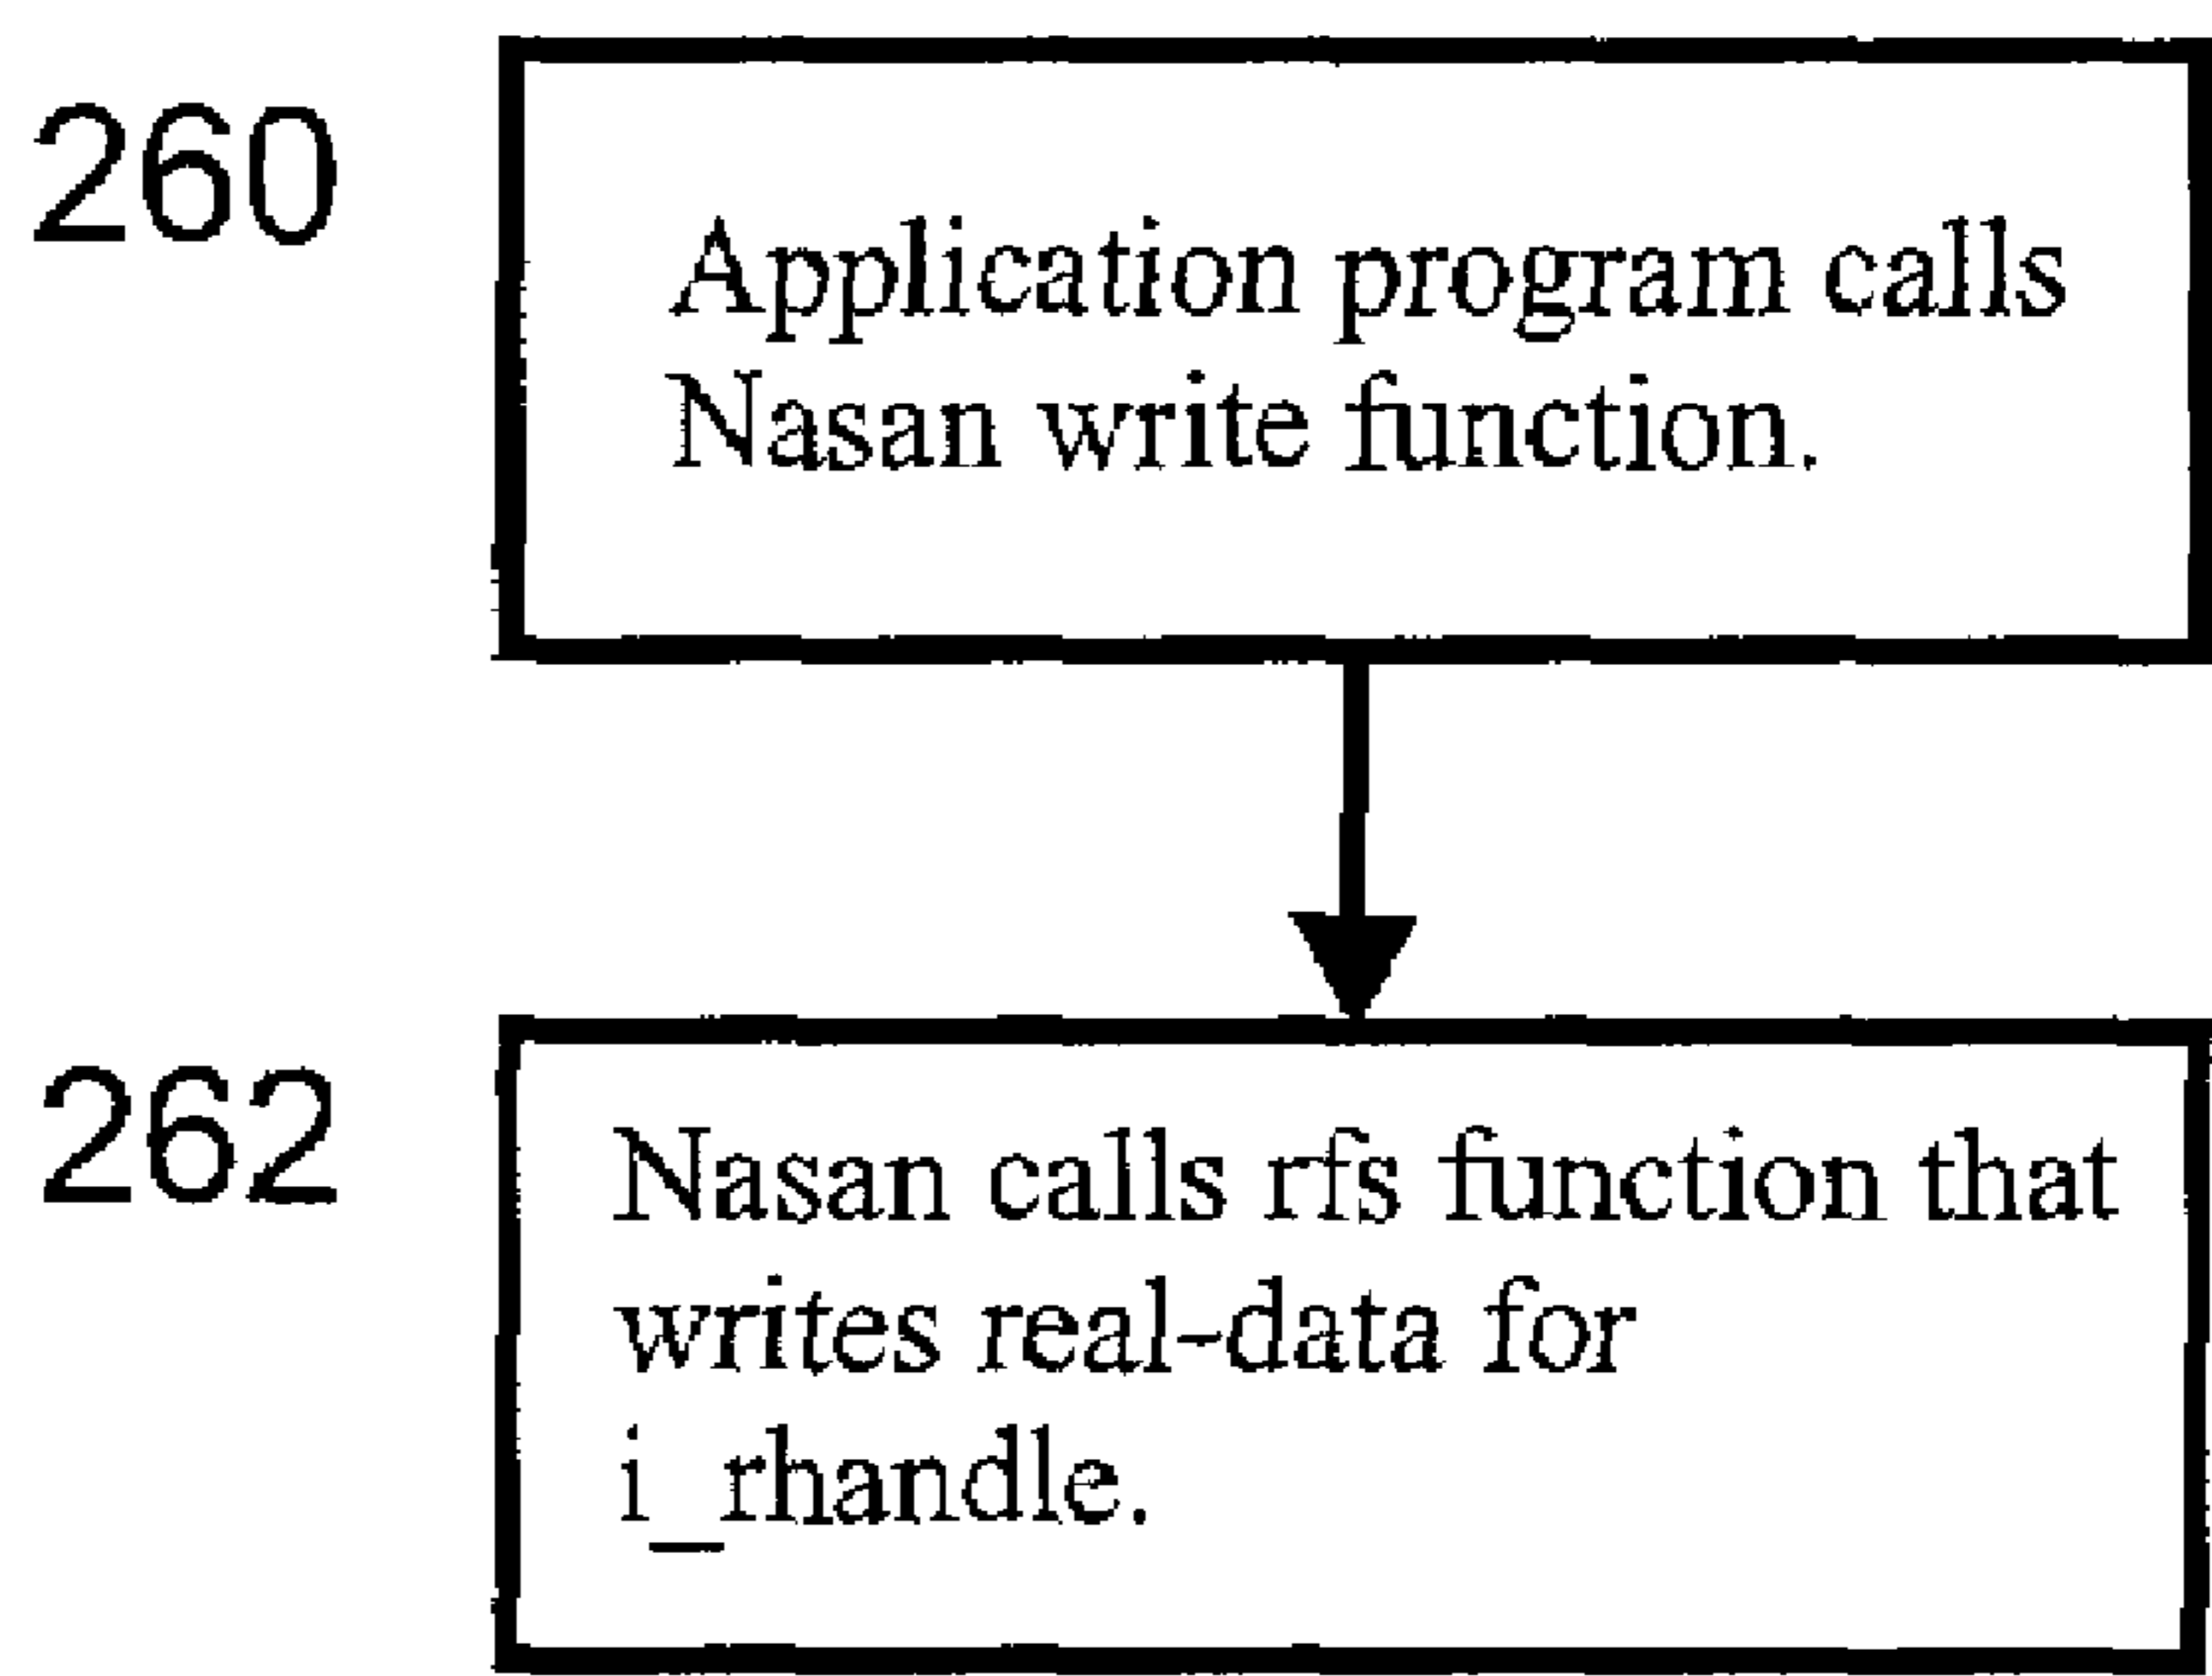 260
Application program calls
Nasan write function.
262
Nasan calls rfs function that
writes real-data for
i_rhandle.